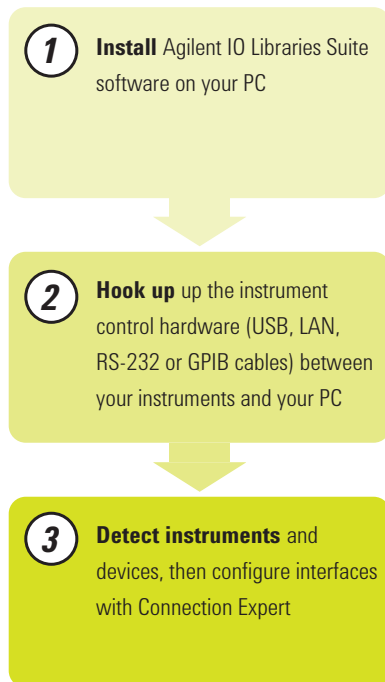 1
Install Agilent IO Libraries Suite
software on your PC
2
Hook up up the instrument
control hardware (USB, LAN,
RS-232 or GPIB cables) between
your instruments and your PC
3
Detect instruments and
devices, then configure interfaces
with Connection Expert